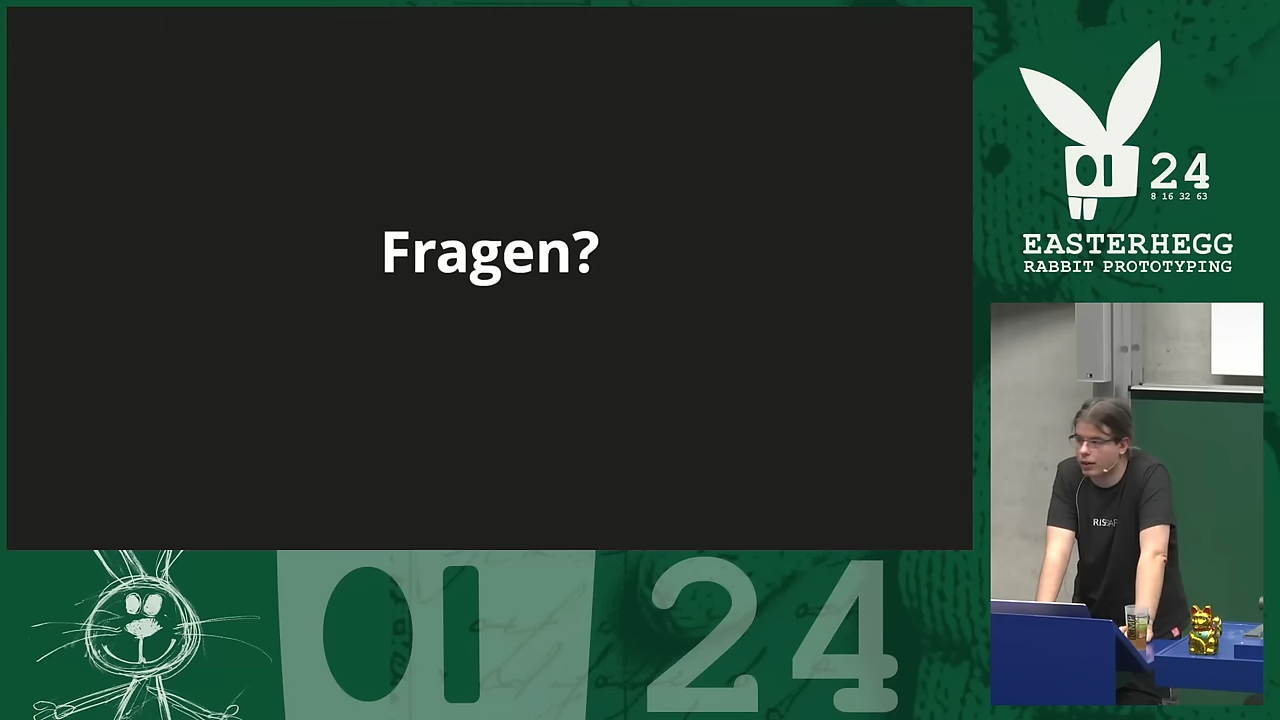 Fragen?
24
8 16 32 63
EASTERHEGG
RABBIT PROTOTYPING
24